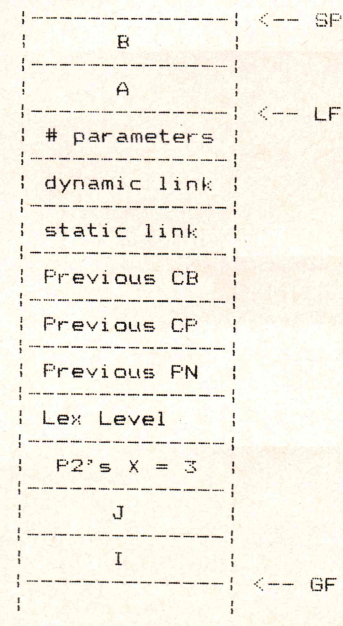 <-- SP
B
A
<-- LF
# parameters
dynamic link
static link
Previous CB
Previous CP
Previous PN
Lex Level
P2's X = 3
J
I
<-- GF